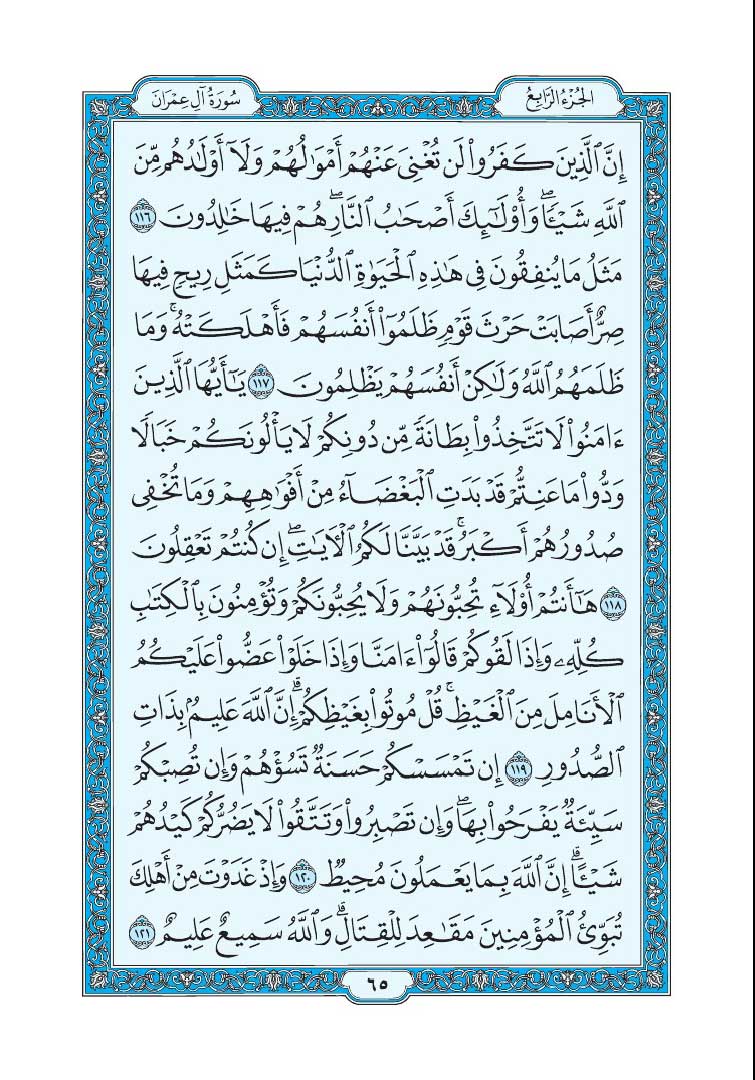 الجُزْءُ الرَّابِعُ
سُورَةُ آلِ عِمْرَانَ
إِنَّ ٱلَّذِينَ كَفَرُوا۟ لَن تُغْنِىَ عَنْهُمْ أَمْوَٰلُهُمْ وَلَآ أَوْلَٰدُهُم مِّنَ
ٱللَّهِ شَيْـًٔا ۖ وَأُو۟لَٰٓئِكَ أَصْحَٰبُ ٱلنَّارِ ۖ هُمْ فِيهَا خَٰلِدُونَ ١١٦
مَثَلُ مَا يُنفِقُونَ فِى هَٰذِهِ ٱلْحَيَوٰةِ ٱلدُّنْيَا كَمَثَلِ رِيحٍ فِيهَا
صِرٌّ أَصَابَتْ حَرْثَ قَوْمٍ ظَلَمُوٓا۟ أَنفُسَهُمْ فَأَهْلَكَتْهُ ۚ وَمَا
ظَلَمَهُمُ ٱللَّهُ وَلَٰكِنْ أَنفُسَهُمْ يَظْلِمُونَ ١١٧ يَٰٓأَيُّهَا ٱلَّذِينَ
ءَامَنُوا۟ لَا تَتَّخِذُوا۟ بِطَانَةً مِّن دُونِكُمْ لَا يَأْلُونَكُمْ خَبَالًا
وَدُّوا۟ مَا عَنِتُّمْ قَدْ بَدَتِ ٱلْبَغْضَآءُ مِنْ أَفْوَٰهِهِمْ وَمَا تُخْفِى
صُدُورُهُمْ أَكْبَرُ ۚ قَدْ بَيَّنَّا لَكُمُ ٱلْءَايَٰتِ ۖ إِن كُنتُمْ تَعْقِلُونَ
١١٨ هَٰٓأَنتُمْ أُو۟لَآءِ تُحِبُّونَهُمْ وَلَا يُحِبُّونَكُمْ وَتُؤْمِنُونَ بِٱلْكِتَٰبِ
كُلِّهِۦ وَإِذَا لَقُوكُمْ قَالُوٓا۟ ءَامَنَّا وَإِذَا خَلَوْا۟ عَضُّوا۟ عَلَيْكُمُ
ٱلْأَنَامِلَ مِنَ ٱلْغَيْظِ ۚ قُلْ مُوتُوا۟ بِغَيْظِكُمْ ۗ إِنَّ ٱللَّهَ عَلِيمٌۢ بِذَاتِ
ٱلصُّدُورِ ١١٩ إِن تَمْسَسْكُمْ حَسَنَةٌ تَسُؤْهُمْ وَإِن تُصِبْكُمْ
سَيِّئَةٌ يَفْرَحُوا۟ بِهَا ۖ وَإِن تَصْبِرُوا۟ وَتَتَّقُوا۟ لَا يَضُرُّكُمْ كَيْدُهُمْ
شَيْـًٔا ۗ إِنَّ ٱللَّهَ بِمَا يَعْمَلُونَ مُحِيطٌ ١٢٠ وَإِذْ غَدَوْتَ مِنْ أَهْلِكَ
تُبَوِّئُ ٱلْمُؤْمِنِينَ مَقَٰعِدَ لِلْقِتَالِ ۗ وَٱللَّهُ سَمِيعٌ عَلِيمٌ ١٢١
٦٥